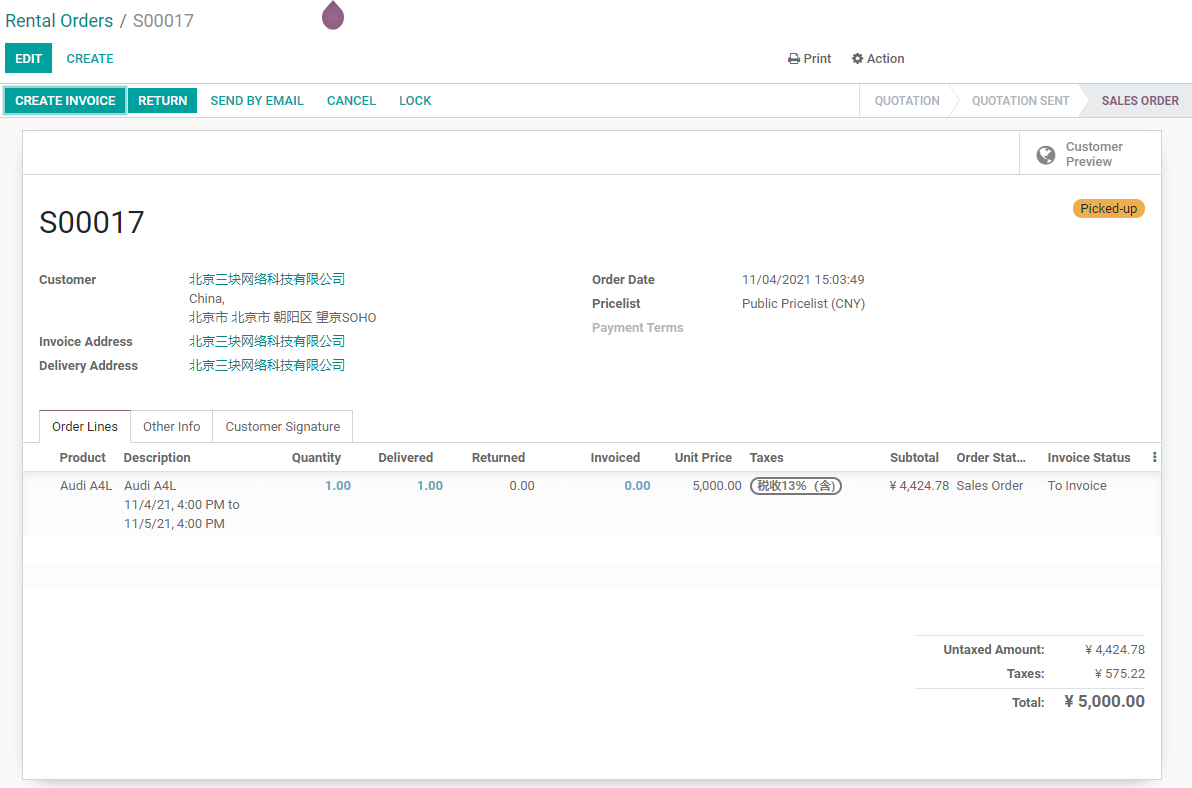 Rental Orders / S00017
EDIT CREATE Print Action
CREATE INVOICE RETURN SEND BY EMAIL CANCEL LOCK QUOTATION QUOTATION SENT SALES ORDER
Customer
Preview
Picked-up
S00017
Customer 北京三块网络科技有限公司 Order Date 11/04/2021 15:03:49
China, Pricelist Public Pricelist (CNY)
北京市 北京市 朝阳区 望京SOHO Payment Terms
Invoice Address 北京三块网络科技有限公司
Delivery Address 北京三块网络科技有限公司
Order Lines Other Info Customer Signature
Product Description Quantity Delivered Returned Invoiced Unit Price Taxes Subtotal Order Stat... Invoice Status
Audi A4L Audi A4L 1.00 1.00 0.00 0.00 5,000.00 税收13% (含) ¥ 4,424.78 Sales Order To Invoice
11/4/21, 4:00 PM to
11/5/21, 4:00 PM
Untaxed Amount: ¥ 4,424.78
Taxes: ¥ 575.22
Total: ¥ 5,000.00